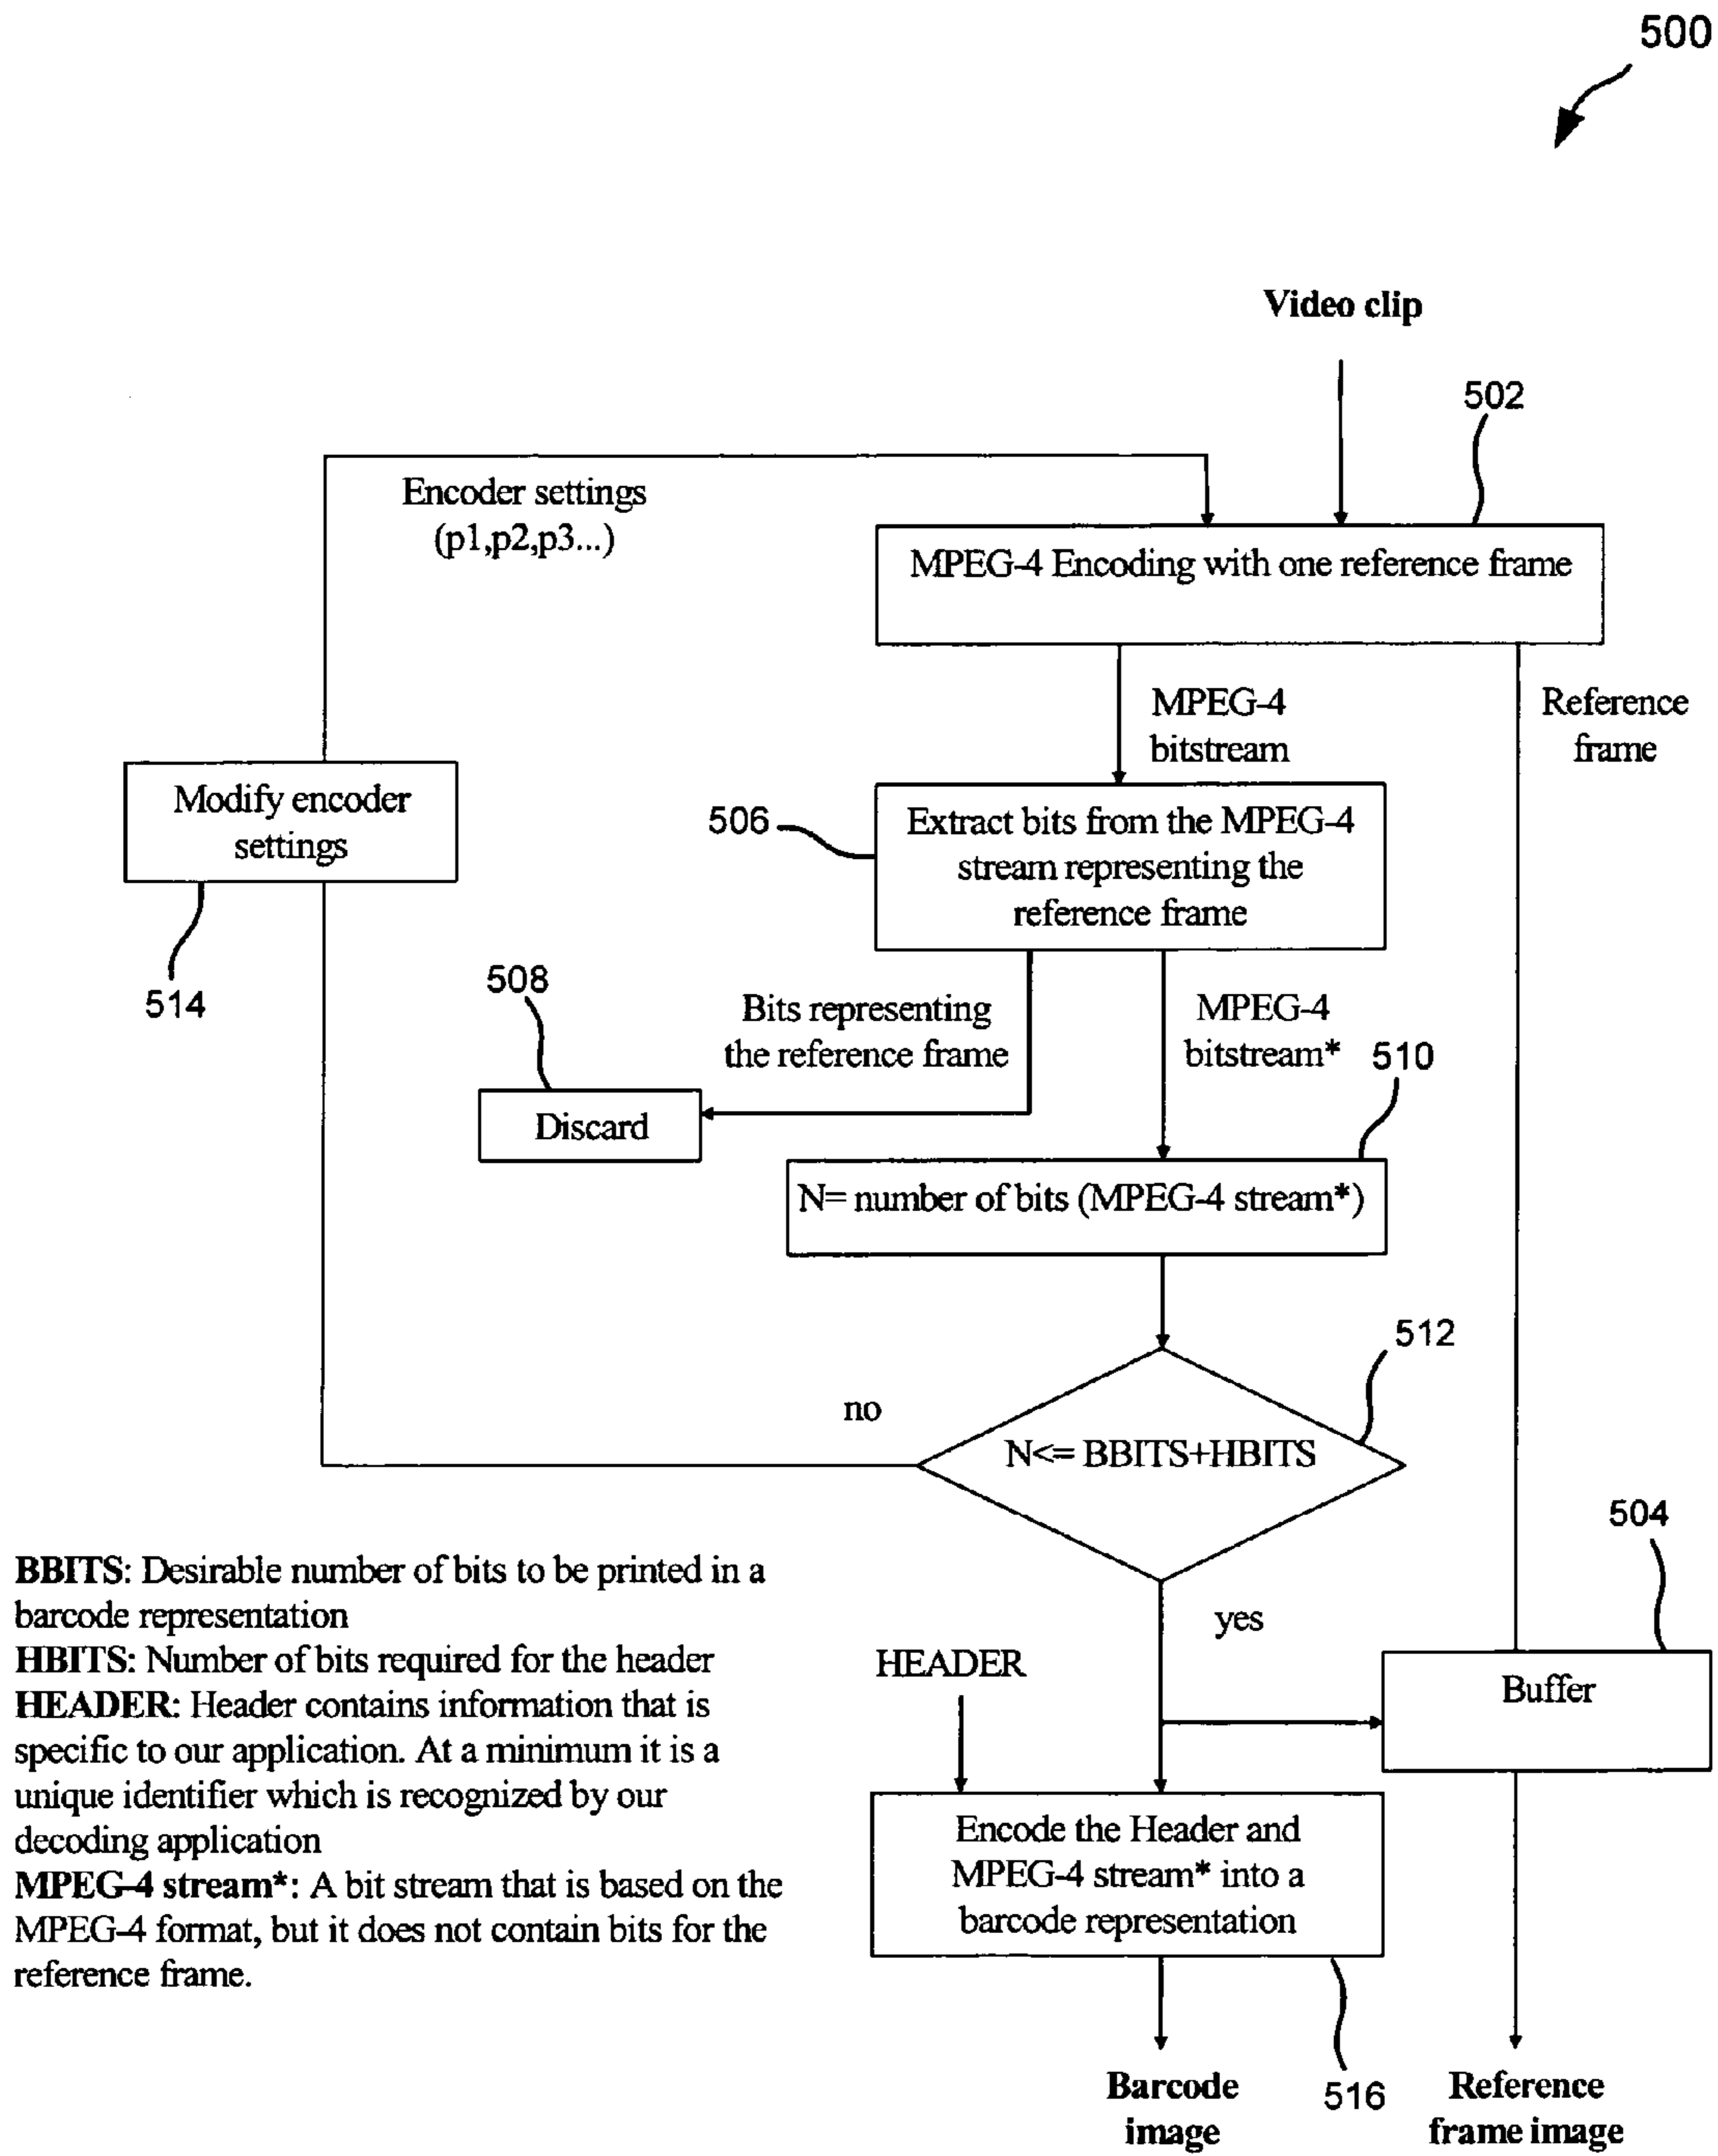 500
Video clip
502
Encoder settings
(p1,p2,p3...)
MPEG-4 Encoding with one reference frame
MPEG-4
bitstream
Reference
frame
Modify encoder
settings
514
506
Extract bits from the MPEG-4
stream representing the
reference frame
508
Bits representing
the reference frame
MPEG-4
bitstream*
510
Discard
N= number of bits (MPEG-4 stream*)
512
no
N<= BBITS+HBITS
504
yes
BBITS: Desirable number of bits to be printed in a
barcode representation
HBITS: Number of bits required for the header
HEADER: Header contains information that is
specific to our application. At a minimum it is a
unique identifier which is recognized by our
decoding application
MPEG-4 stream*: A bit stream that is based on the
MPEG-4 format, but it does not contain bits for the
reference frame.
HEADER
Buffer
Encode the Header and
MPEG-4 stream* into a
barcode representation
516
Barcode
image
Reference
frame image